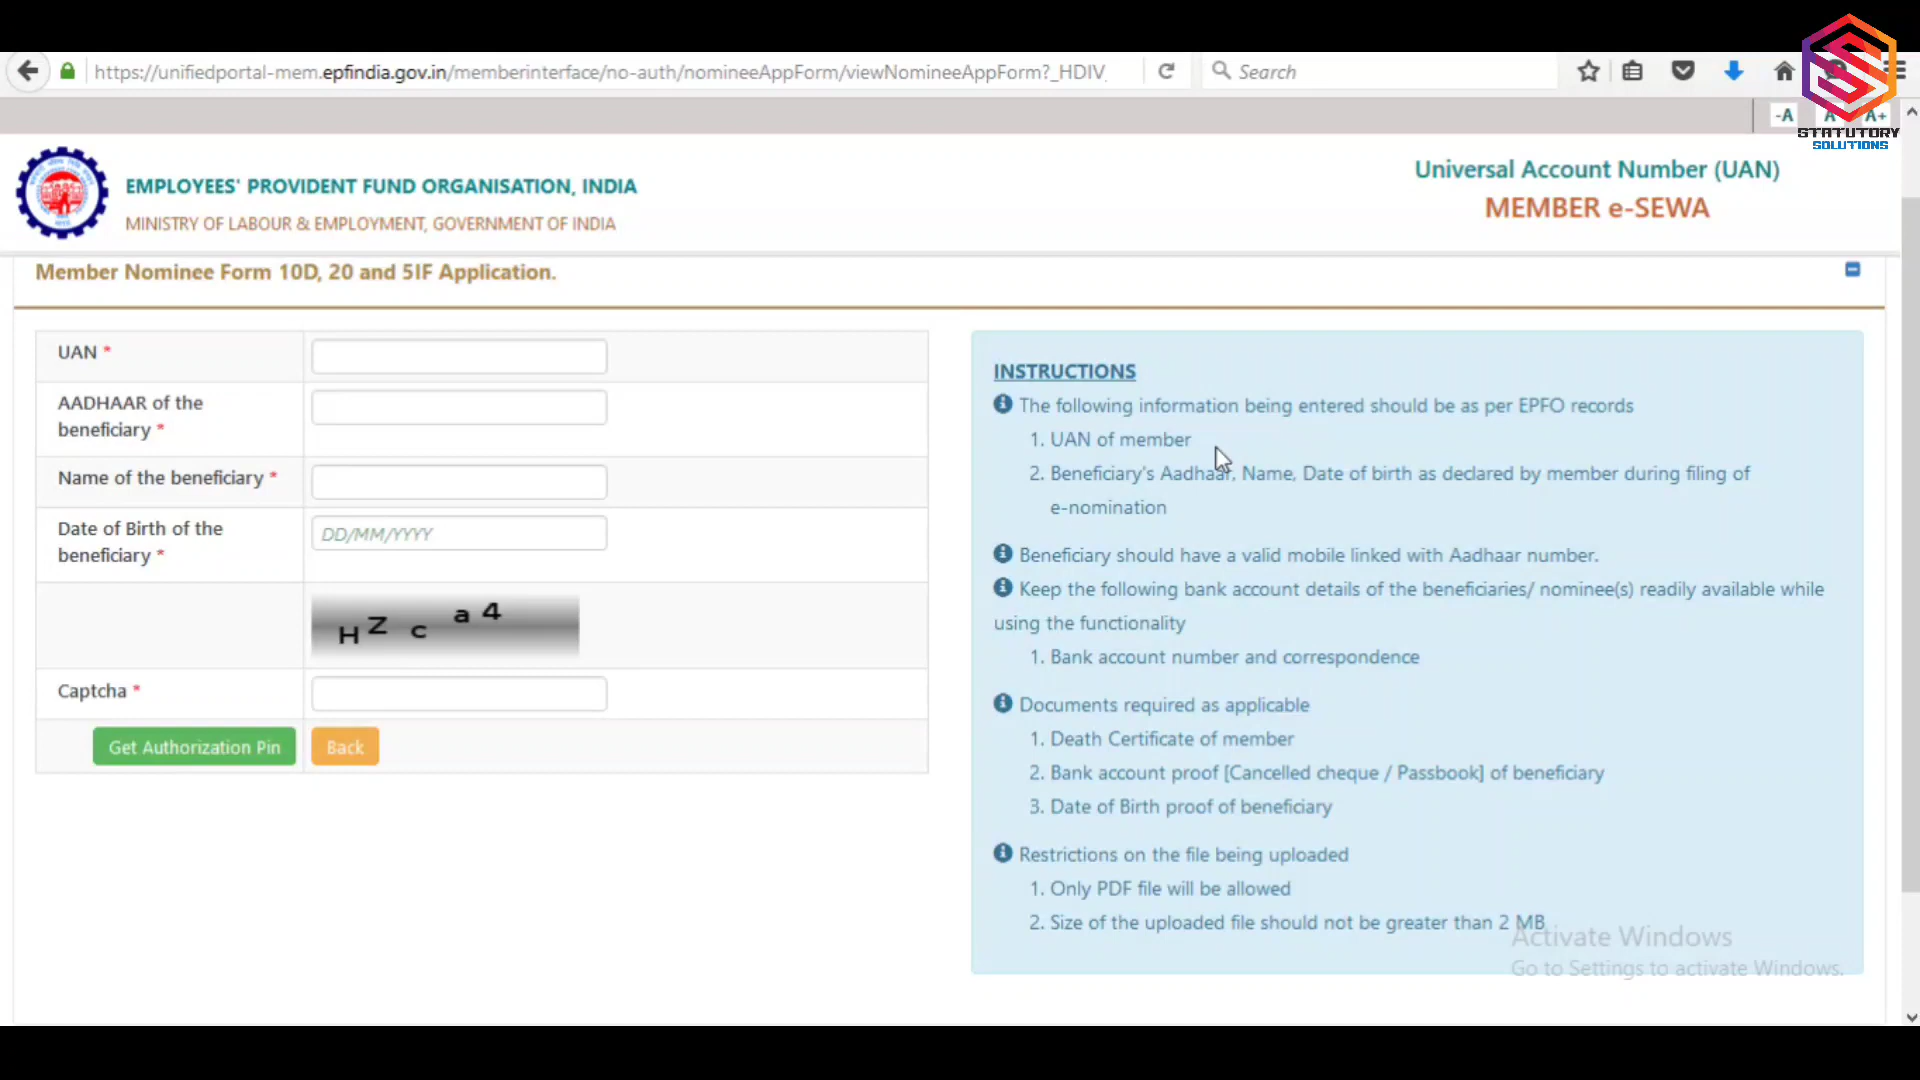 https://unifiedportal-mem.epfindia.gov.in/memberinterface/no-auth/nomineeAppForm/viewNomineeAppForm?_HDIV_
Search
-A A A+
STATUTORY
SOLUTIONS
EMPLOYEES' PROVIDENT FUND ORGANISATION, INDIA
MINISTRY OF LABOUR & EMPLOYMENT, GOVERNMENT OF INDIA
Universal Account Number (UAN)
MEMBER e-SEWA
Member Nominee Form 10D, 20 and 5IF Application.
UAN *
AADHAAR of the
beneficiary *
Name of the beneficiary *
Date of Birth of the
beneficiary *
DD/MM/YYYY
H Z c a 4
Captcha *
Get Authorization Pin
Back
INSTRUCTIONS
The following information being entered should be as per EPFO records
1. UAN of member
2. Beneficiary's Aadhaar, Name, Date of birth as declared by member during filing of
e-nomination
Beneficiary should have a valid mobile linked with Aadhaar number.
Keep the following bank account details of the beneficiaries/ nominee(s) readily available while
using the functionality
1. Bank account number and correspondence
Documents required as applicable
1. Death Certificate of member
2. Bank account proof [Cancelled cheque / Passbook] of beneficiary
3. Date of Birth proof of beneficiary
Restrictions on the file being uploaded
1. Only PDF file will be allowed
2. Size of the uploaded file should not be greater than 2 MB
Activate Windows
Go to Settings to activate Windows.